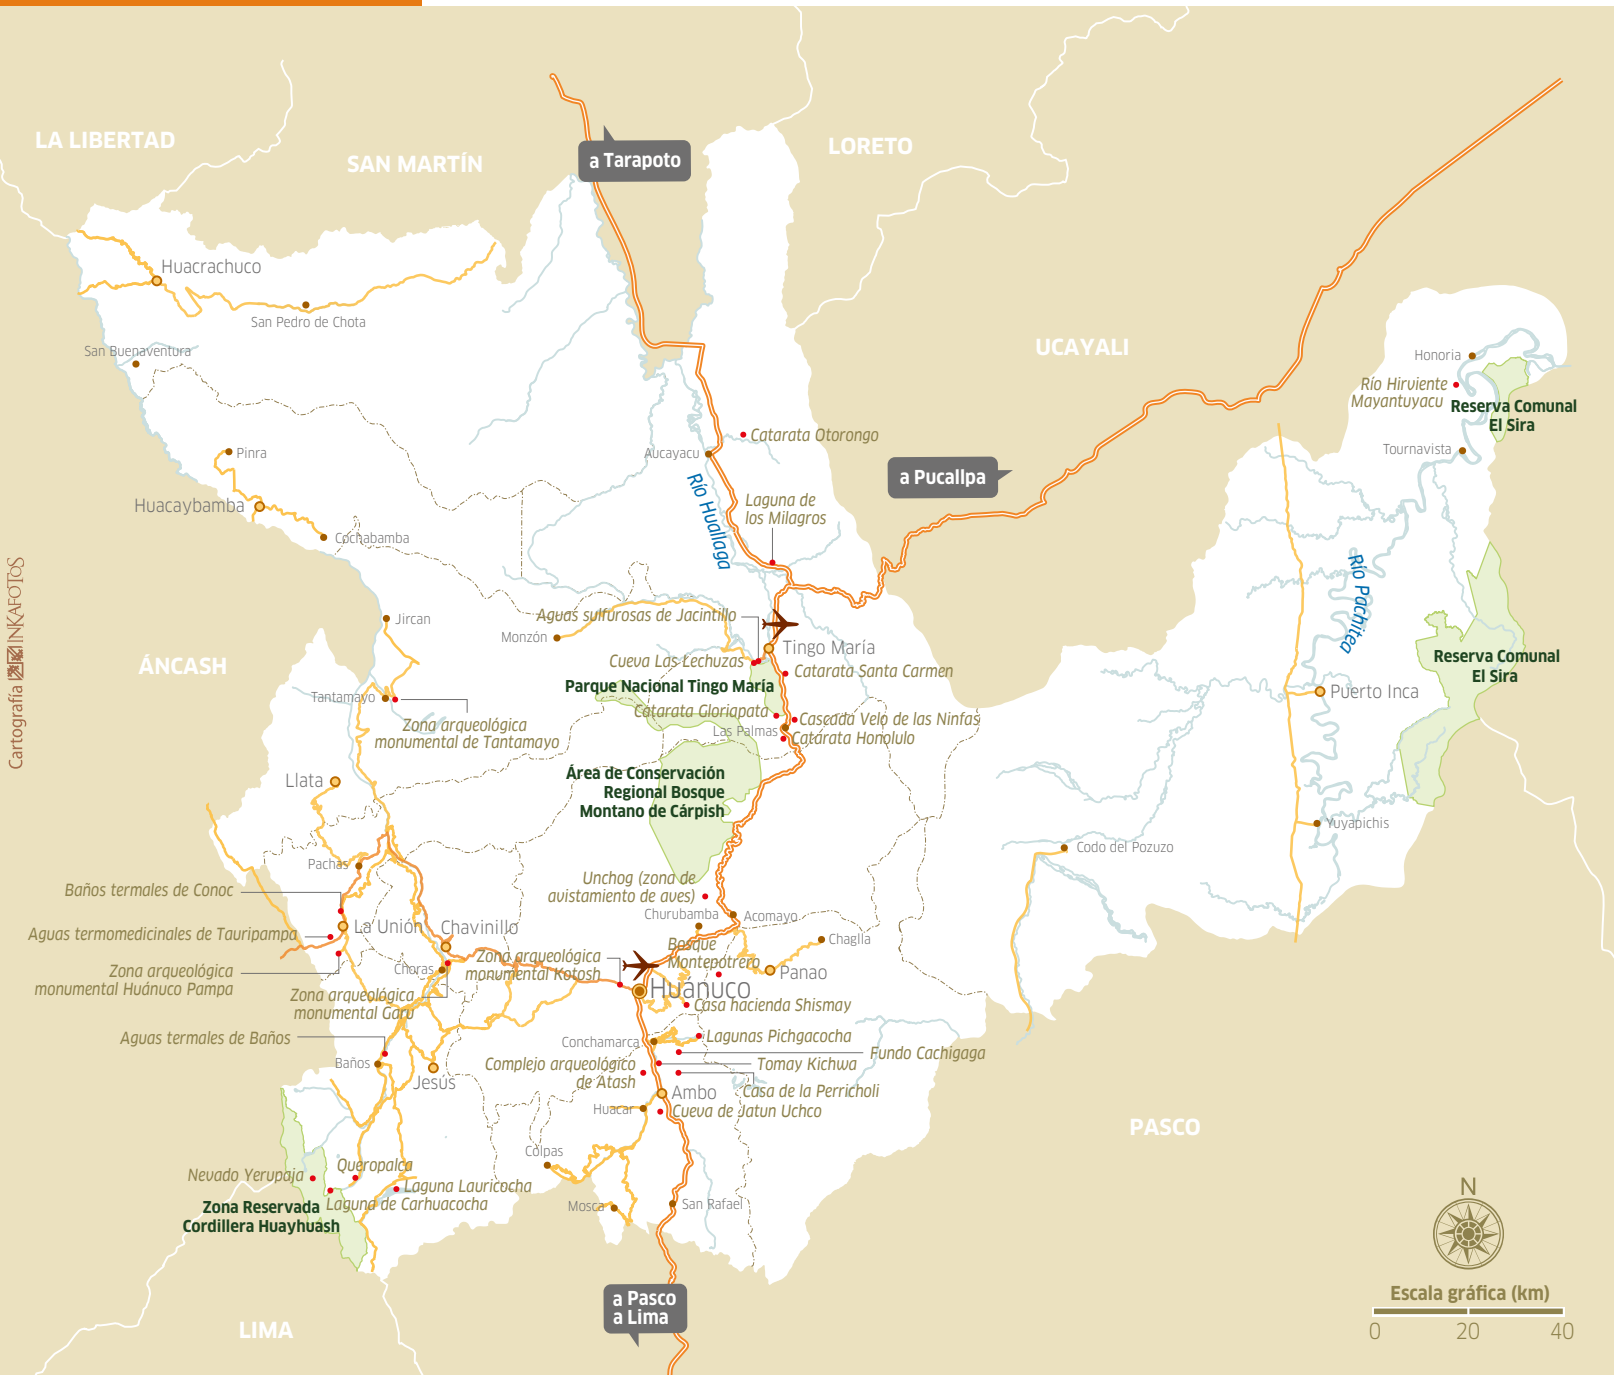 LA LIBERTAD
SAN MARTÍN
a Tarapoto
LORETO
Huacrachuco
San Pedro de Chota
San Buenaventura
UCAYALI
Honoria
Río Hirviente
Mayantuyacu
Reserva Comunal
El Sira
Tournavista
Catarata Otorongo
Aucayacu
Pinra
a Pucallpa
Río Huallaga
Laguna de
los Milagros
Huacaybamba
Cochabamba
Río Pachitea
Cartografía
INKAFOTOS
Jircan
Aguas sulfurosas de Jacintillo
Monzón
Tingo María
ÁNCASH
Cueva Las Lechuzas
Catarata Santa Carmen
Reserva Comunal
El Sira
Parque Nacional Tingo María
Puerto Inca
Tantamayo
Catarata Gloriapata
Cascada Velo de las Ninfas
Zona arqueológica
monumental de Tantamayo
Las Palmas
Catarata Honolulo
Llata
Área de Conservación
Regional Bosque
Montano de Cárpish
Yuyapichis
Codo del Pozuzo
Pachas
Baños termales de Conoc
Unchog (zona de
avistamiento de aves)
Churubamba
Acomayo
La Unión
Chavinillo
Aguas termomedicinales de Tauripampa
Chaglla
Bosque
Montepotrero
Zona arqueológica
monumental Kotosh
Panao
Choras
Zona arqueológica
monumental Huánuco Pampa
Huánuco
Zona arqueológica
monumental Garu
Casa hacienda Shismay
Aguas termales de Baños
Lagunas Pichgacocha
Conchamarca
Fundo Cachigaga
Baños
Complejo arqueológico
de Atash
Tomay Kichwa
Jesús
Ambo
Casa de la Perricholi
Huacar
Cueva de Jatun Uchco
PASCO
Colpas
Queropalca
Nevado Yerupaja
Laguna Lauricocha
Laguna de Carhuacocha
Zona Reservada
Cordillera Huayhuash
Mosca
San Rafael
N
Escala gráfica (km)
0 20 40
a Pasco
a Lima
LIMA